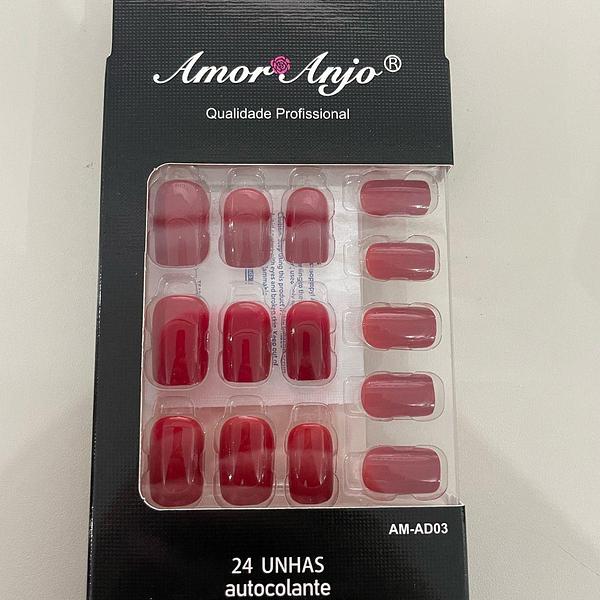 Amor Anjo®
Qualidade Profissional
AM-AD03
24 UNHAS
autocolante